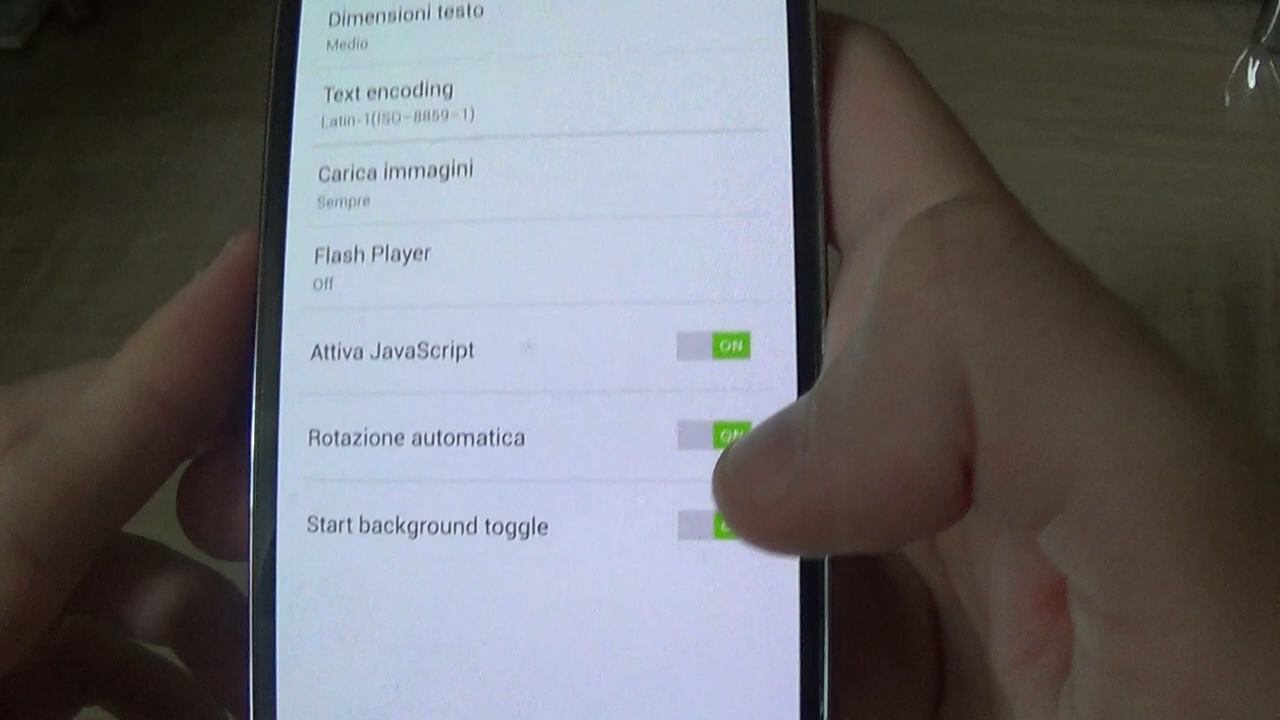 Dimensioni testo
Medio
Text encoding
Latin-1(ISO-8859-1)
Carica immagini
Sempre
Flash Player
Off
Attiva JavaScript
ON
Rotazione automatica
ON
Start background toggle